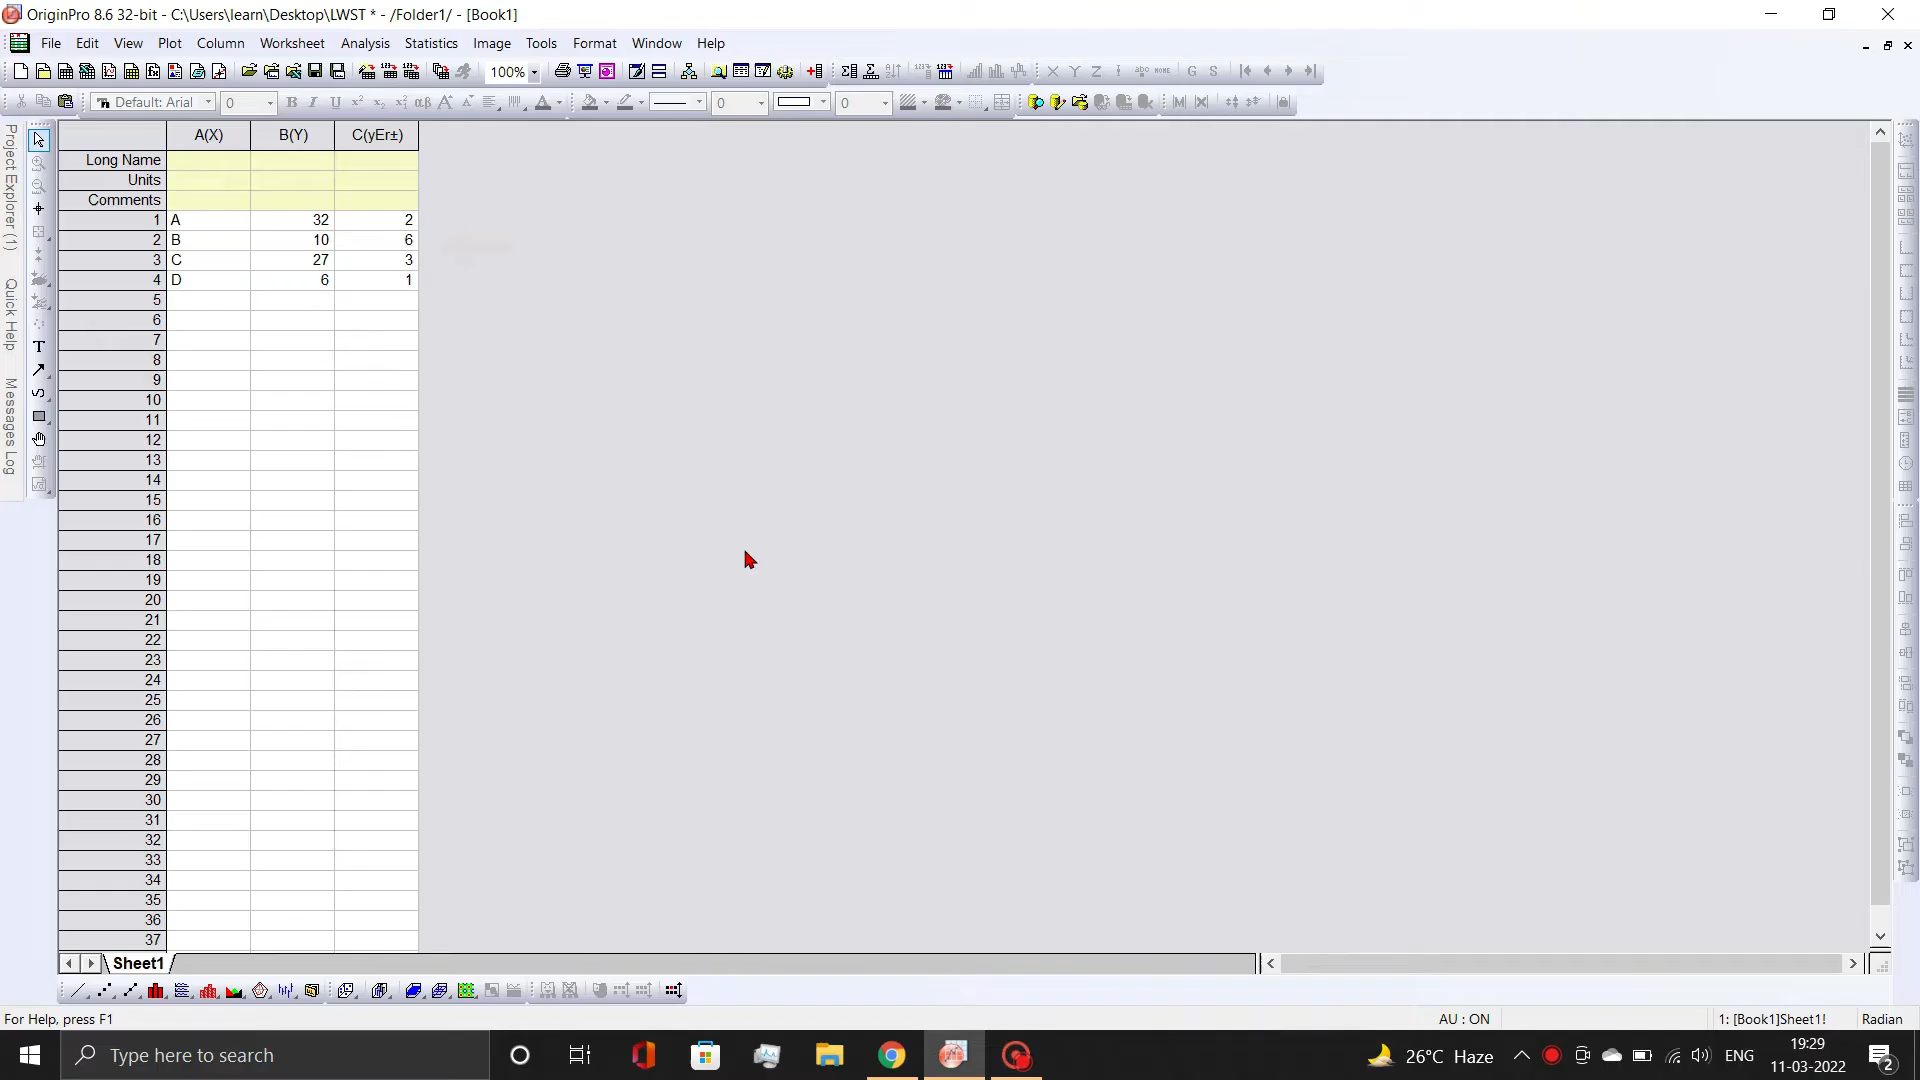 OriginPro 8.6 32-bit - C:\Users\learn\Desktop\LWST * - /Folder1/ - [Book1]
File Edit View Plot Column Worksheet Analysis Statistics Image Tools Format Window Help
100%
Default: Arial 0 B I U 0 0
Project Explorer (1)
Quick Help
Messages Log
A(X) B(Y) C(yEr±)
Long Name
Units
Comments
1 A 32 2
2 B 10 6
3 C 27 3
4 D 6 1
5
6
7
8
9
10
11
12
13
14
15
16
17
18
19
20
21
22
23
24
25
26
27
28
29
30
31
32
33
34
35
36
37
Sheet1
For Help, press F1 AU : ON 1: [Book1]Sheet1! Radian
Type here to search 26°C Haze ENG 19:29
11-03-2022 2